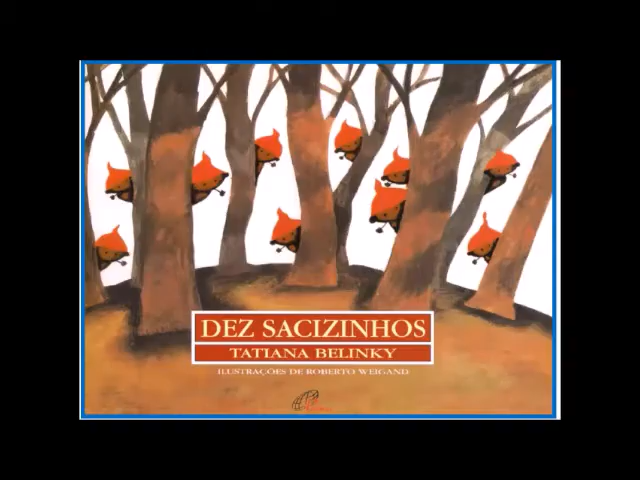 DEZ SACIZINHOS
TATIANA BELINKY
ILUSTRAÇÕES DE ROBERTO WEIGAND